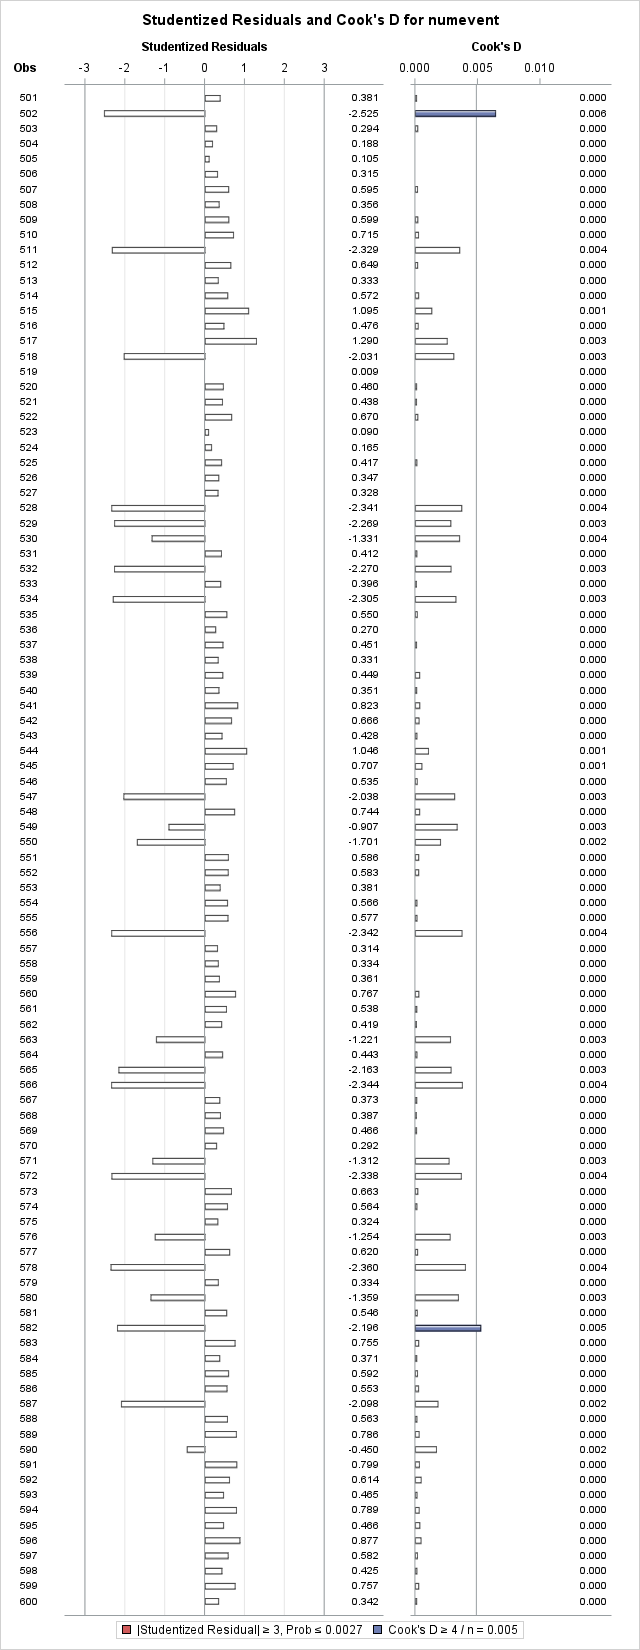 Studentized Residuals and Cook's D for numevent
Studentized Residuals Cook's D
Obs -3 -2 -1 0 1 2 3 0.000 0.005 0.010
501 0.381 0.000
502 -2.525 0.006
503 0.294 0.000
504 0.188 0.000
505 0.105 0.000
506 0.315 0.000
507 0.595 0.000
508 0.356 0.000
509 0.599 0.000
510 0.715 0.000
511 -2.329 0.004
512 0.649 0.000
513 0.333 0.000
514 0.572 0.000
515 1.095 0.001
516 0.476 0.000
517 1.290 0.003
518 -2.031 0.003
519 0.009 0.000
520 0.460 0.000
521 0.438 0.000
522 0.670 0.000
523 0.090 0.000
524 0.165 0.000
525 0.417 0.000
526 0.347 0.000
527 0.328 0.000
528 -2.341 0.004
529 -2.269 0.003
530 -1.331 0.004
531 0.412 0.000
532 -2.270 0.003
533 0.396 0.000
534 -2.305 0.003
535 0.550 0.000
536 0.270 0.000
537 0.451 0.000
538 0.331 0.000
539 0.449 0.000
540 0.351 0.000
541 0.823 0.000
542 0.666 0.000
543 0.428 0.000
544 1.046 0.001
545 0.707 0.001
546 0.535 0.000
547 -2.038 0.003
548 0.744 0.000
549 -0.907 0.003
550 -1.701 0.002
551 0.586 0.000
552 0.583 0.000
553 0.381 0.000
554 0.566 0.000
555 0.577 0.000
556 -2.342 0.004
557 0.314 0.000
558 0.334 0.000
559 0.361 0.000
560 0.767 0.000
561 0.538 0.000
562 0.419 0.000
563 -1.221 0.003
564 0.443 0.000
565 -2.163 0.003
566 -2.344 0.004
567 0.373 0.000
568 0.387 0.000
569 0.466 0.000
570 0.292 0.000
571 -1.312 0.003
572 -2.338 0.004
573 0.663 0.000
574 0.564 0.000
575 0.324 0.000
576 -1.254 0.003
577 0.620 0.000
578 -2.360 0.004
579 0.334 0.000
580 -1.359 0.003
581 0.546 0.000
582 -2.196 0.005
583 0.755 0.000
584 0.371 0.000
585 0.592 0.000
586 0.553 0.000
587 -2.098 0.002
588 0.563 0.000
589 0.786 0.000
590 -0.450 0.002
591 0.799 0.000
592 0.614 0.000
593 0.465 0.000
594 0.789 0.000
595 0.466 0.000
596 0.877 0.000
597 0.582 0.000
598 0.425 0.000
599 0.757 0.000
600 0.342 0.000
|Studentized Residual| ≥ 3, Prob ≤ 0.0027 Cook's D ≥ 4 / n = 0.005